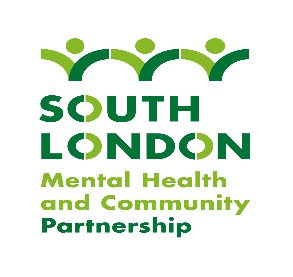 SOUTH
LONDON
Mental Health
and Community
Partnership